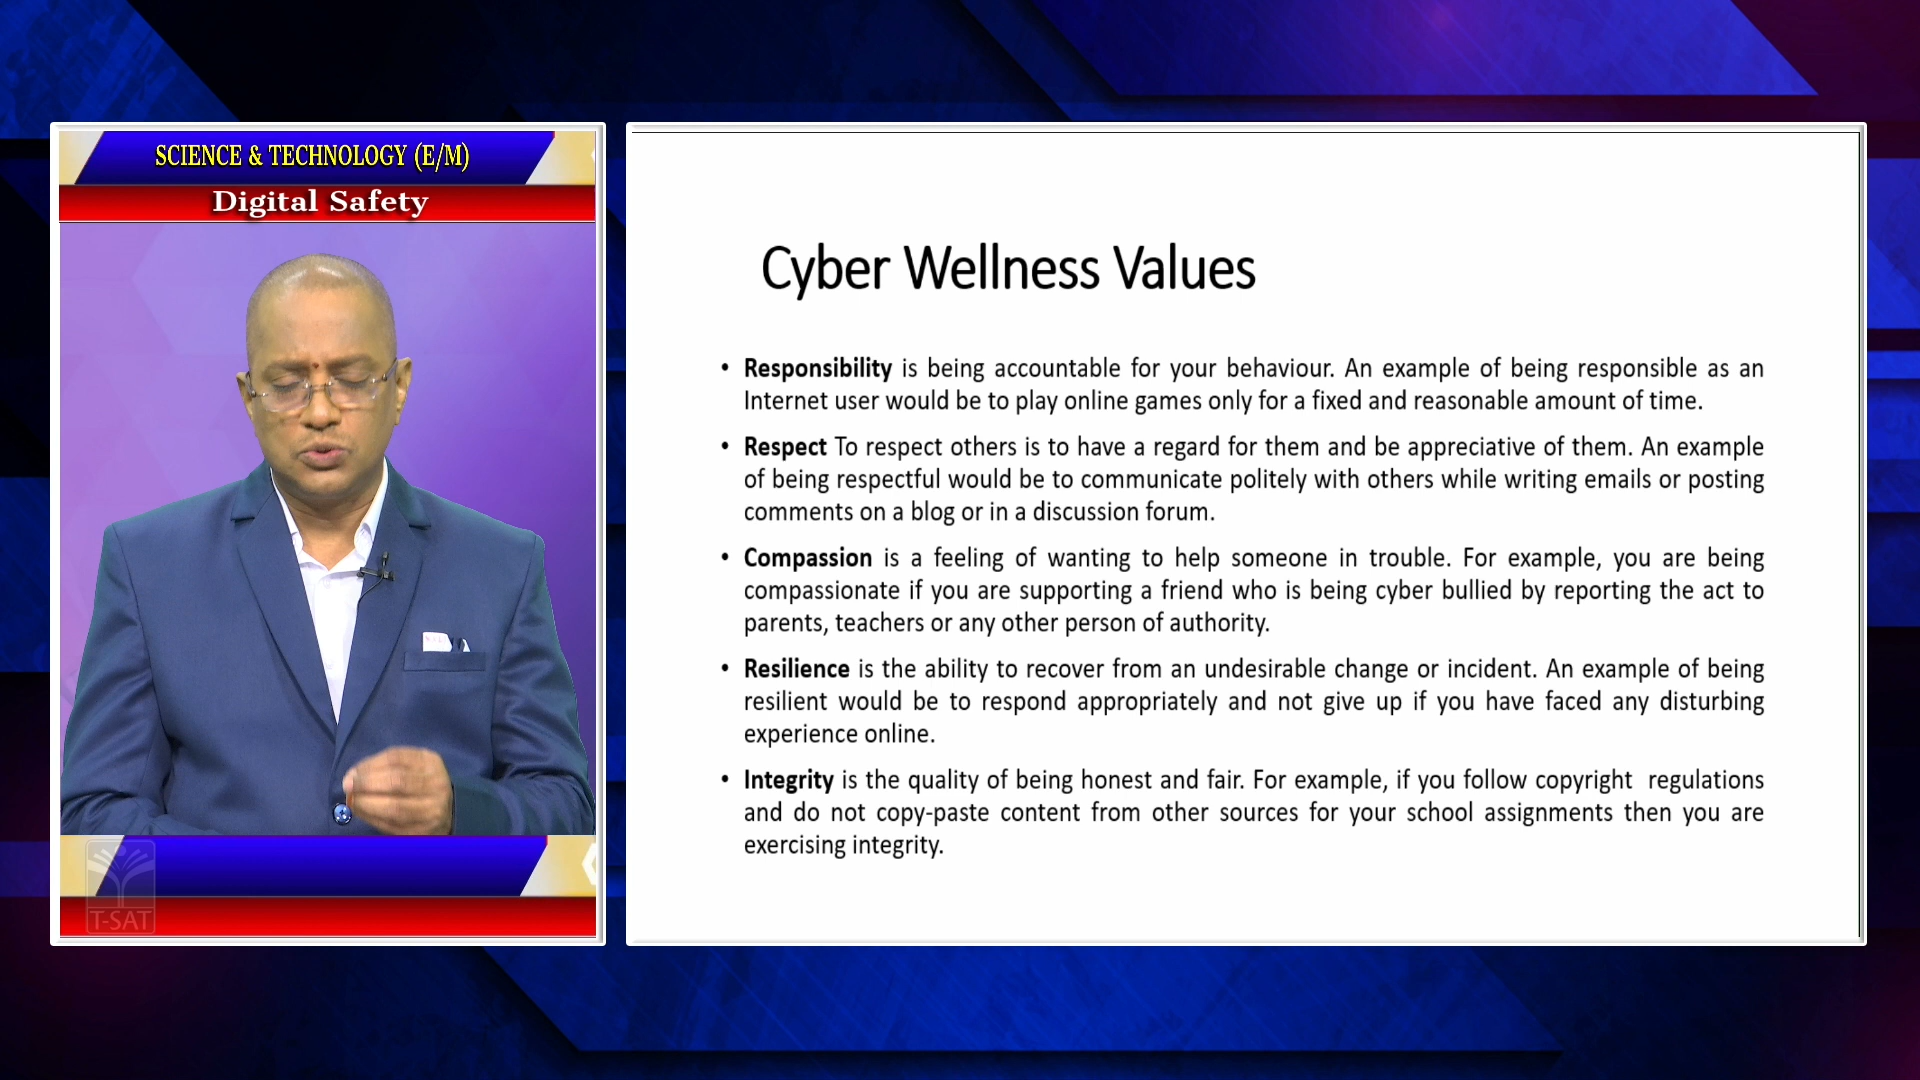 SCIENCE & TECHNOLOGY (E/M)
Digital Safety
T-SAT
Cyber Wellness Values
• Responsibility is being accountable for your behaviour. An example of being responsible as an
Internet user would be to play online games only for a fixed and reasonable amount of time.
• Respect To respect others is to have a regard for them and be appreciative of them. An example
of being respectful would be to communicate politely with others while writing emails or posting
comments on a blog or in a discussion forum.
• Compassion is a feeling of wanting to help someone in trouble. For example, you are being
compassionate if you are supporting a friend who is being cyber bullied by reporting the act to
parents, teachers or any other person of authority.
• Resilience is the ability to recover from an undesirable change or incident. An example of being
resilient would be to respond appropriately and not give up if you have faced any disturbing
experience online.
• Integrity is the quality of being honest and fair. For example, if you follow copyright regulations
and do not copy-paste content from other sources for your school assignments then you are
exercising integrity.